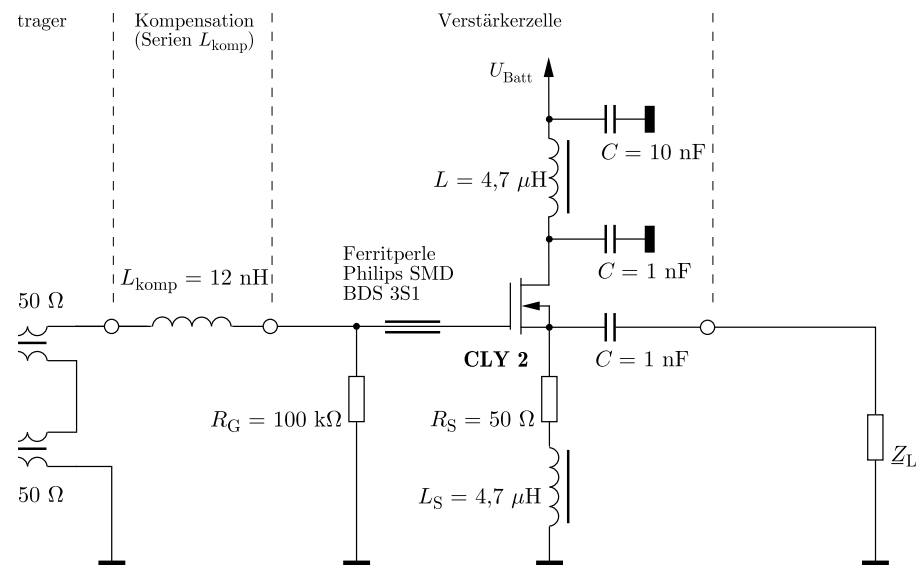 trager
Kompensation
(Serien L_komp)
Verstärkerzelle
U_Batt
C = 10 nF
L = 4,7 μH
Ferritperle
Philips SMD
BDS 3S1
C = 1 nF
L_komp = 12 nH
50 Ω
CLY 2
C = 1 nF
R_G = 100 kΩ
R_S = 50 Ω
Z_L
L_S = 4,7 μH
50 Ω